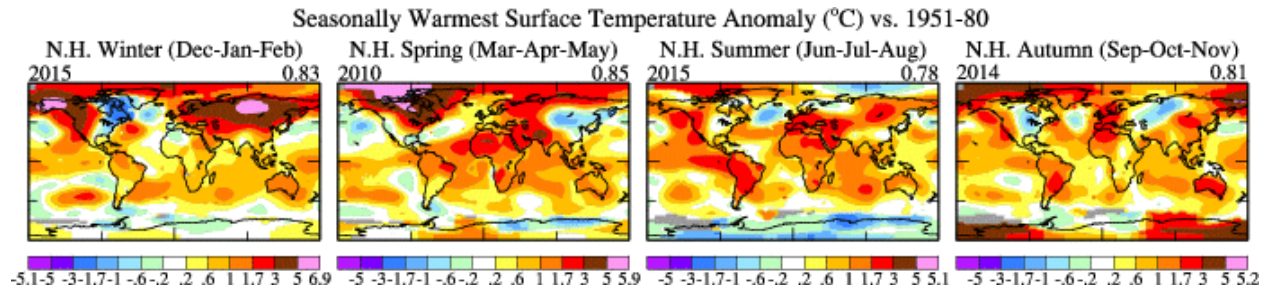 Seasonally Warmest Surface Temperature Anomaly (°C) vs. 1951-80
N.H. Winter (Dec-Jan-Feb)
2015 0.83
-5.1-5 -3-1.7-1 -.6-.2 .2 .6 1 1.7 3 5 6.9
N.H. Spring (Mar-Apr-May)
2010 0.85
-5 -3-1.7-1 -.6-.2 .2 .6 1 1.7 3 5 5.9
N.H. Summer (Jun-Jul-Aug)
2015 0.78
-5 -3-1.7-1 -.6-.2 .2 .6 1 1.7 3 5 5.1
N.H. Autumn (Sep-Oct-Nov)
2014 0.81
-5 -3-1.7-1 -.6-.2 .2 .6 1 1.7 3 5 5.2